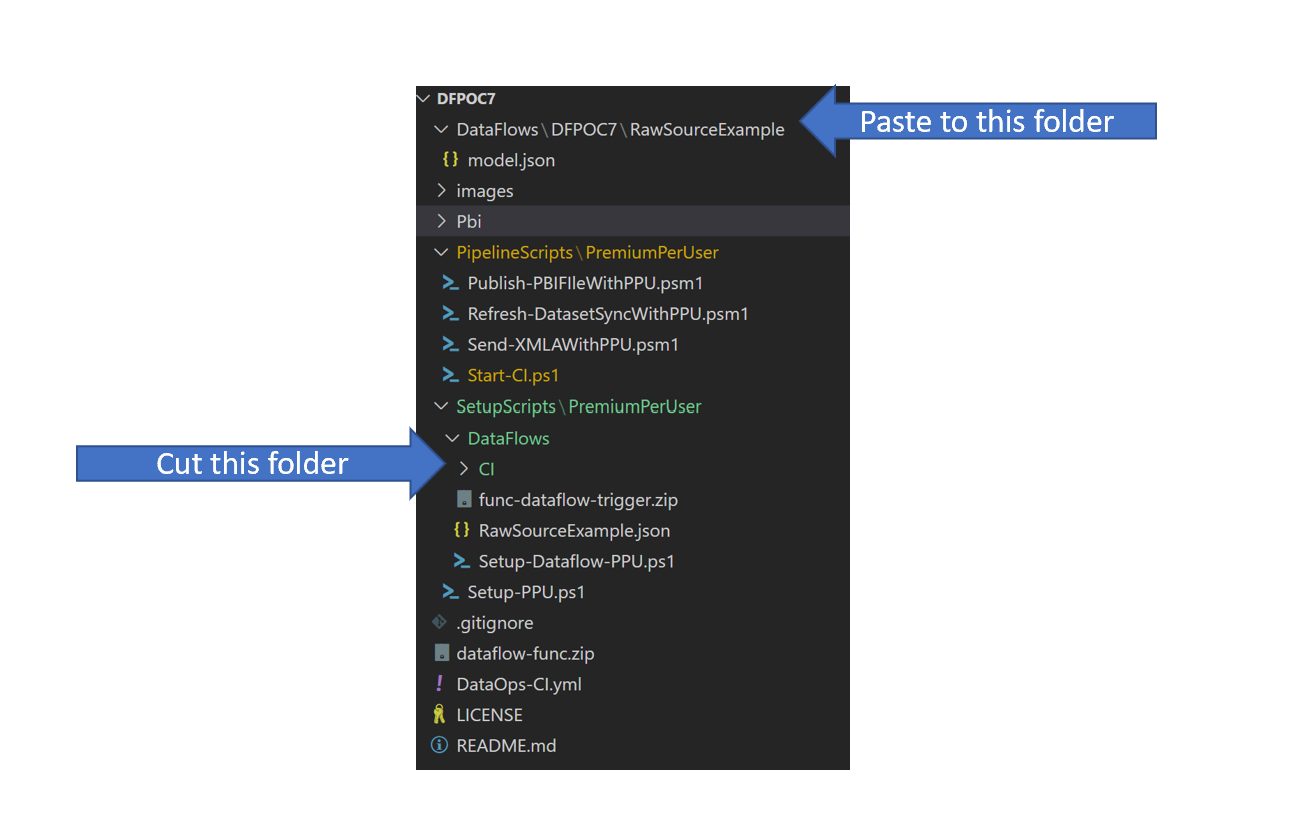 DFPOC7
DataFlows\DFPOC7\RawSourceExample
Paste to this folder
model.json
images
Pbi
PipelineScripts\PremiumPerUser
Publish-PBIFIleWithPPU.psm1
Refresh-DatasetSyncWithPPU.psm1
Send-XMLAWithPPU.psm1
Start-CI.ps1
SetupScripts\PremiumPerUser
DataFlows
Cut this folder
CI
func-dataflow-trigger.zip
RawSourceExample.json
Setup-Dataflow-PPU.ps1
Setup-PPU.ps1
.gitignore
dataflow-func.zip
DataOps-CI.yml
LICENSE
README.md